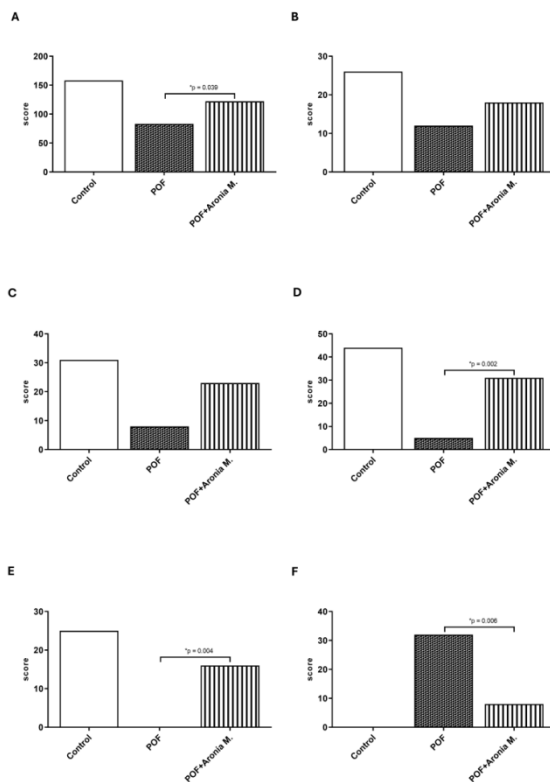 A
200
150
100
50
0
score
*p = 0.039
Control
POF
POF+Aronia M.
B
30
20
10
0
score
Control
POF
POF+Aronia M.
C
40
30
20
10
0
score
Control
POF
POF+Aronia M.
D
50
40
30
20
10
0
score
*p = 0.002
Control
POF
POF+Aronia M.
E
30
20
10
0
score
*p = 0.004
Control
POF
POF+Aronia M.
F
40
30
20
10
0
score
*p = 0.006
Control
POF
POF+Aronia M.